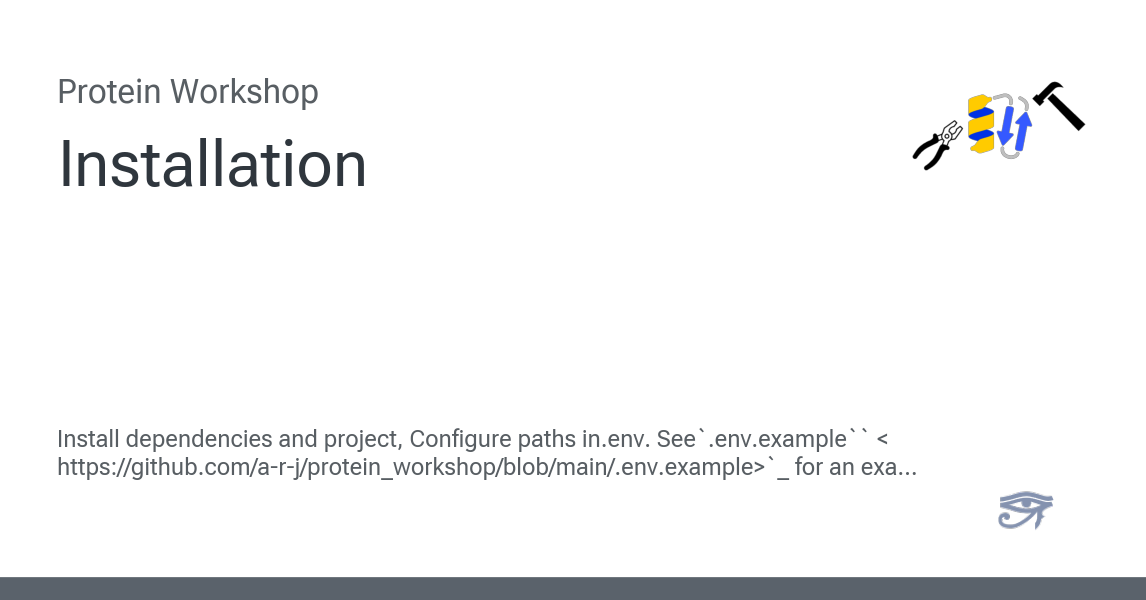 Protein Workshop
Installation
Install dependencies and project, Configure paths in.env. See`.env.example`` <
https://github.com/a-r-j/protein_workshop/blob/main/.env.example>`_ for an exa...